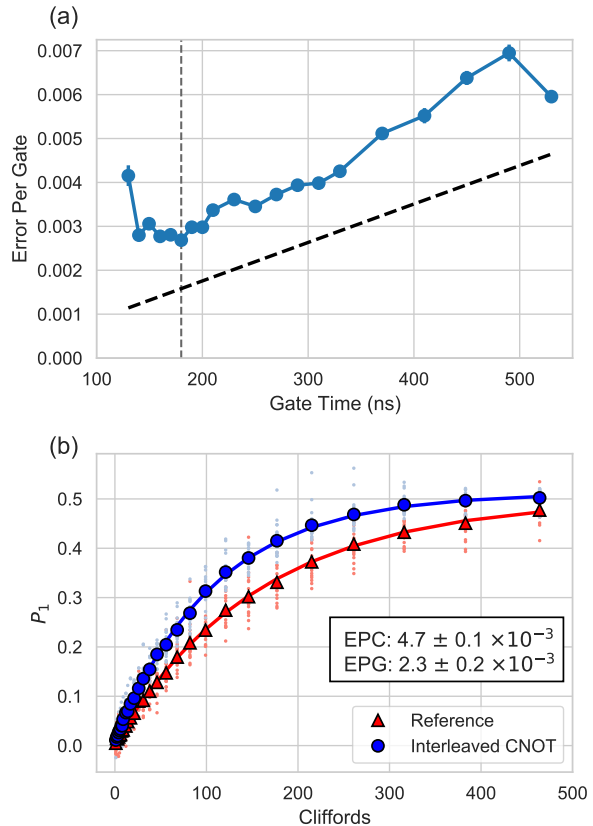 (a)
0.007
0.006
0.005
0.004
0.003
0.002
0.001
0.000
Error Per Gate
100 200 300 400 500
Gate Time (ns)
(b)
0.5
0.4
0.3
0.2
0.1
0.0
P₁
EPC: 4.7 ± 0.1 ×10⁻³
EPG: 2.3 ± 0.2 ×10⁻³
Reference
Interleaved CNOT
0 100 200 300 400 500
Cliffords